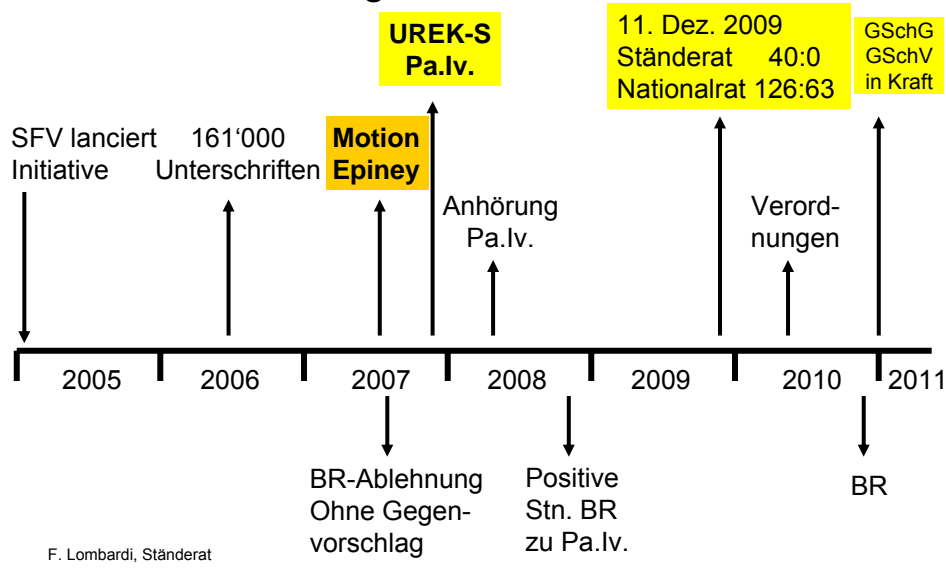 UREK-S
Pa.Iv.
11. Dez. 2009
Ständerat 40:0
Nationalrat 126:63
GSchG
GSchV
in Kraft
SFV lanciert
Initiative
161‘000
Unterschriften
Motion
Epiney
Anhörung
Pa.Iv.
Verord-
nungen
2005 2006 2007 2008 2009 2010 2011
BR-Ablehnung
Ohne Gegen-
vorschlag
Positive
Stn. BR
zu Pa.Iv.
BR
F. Lombardi, Ständerat